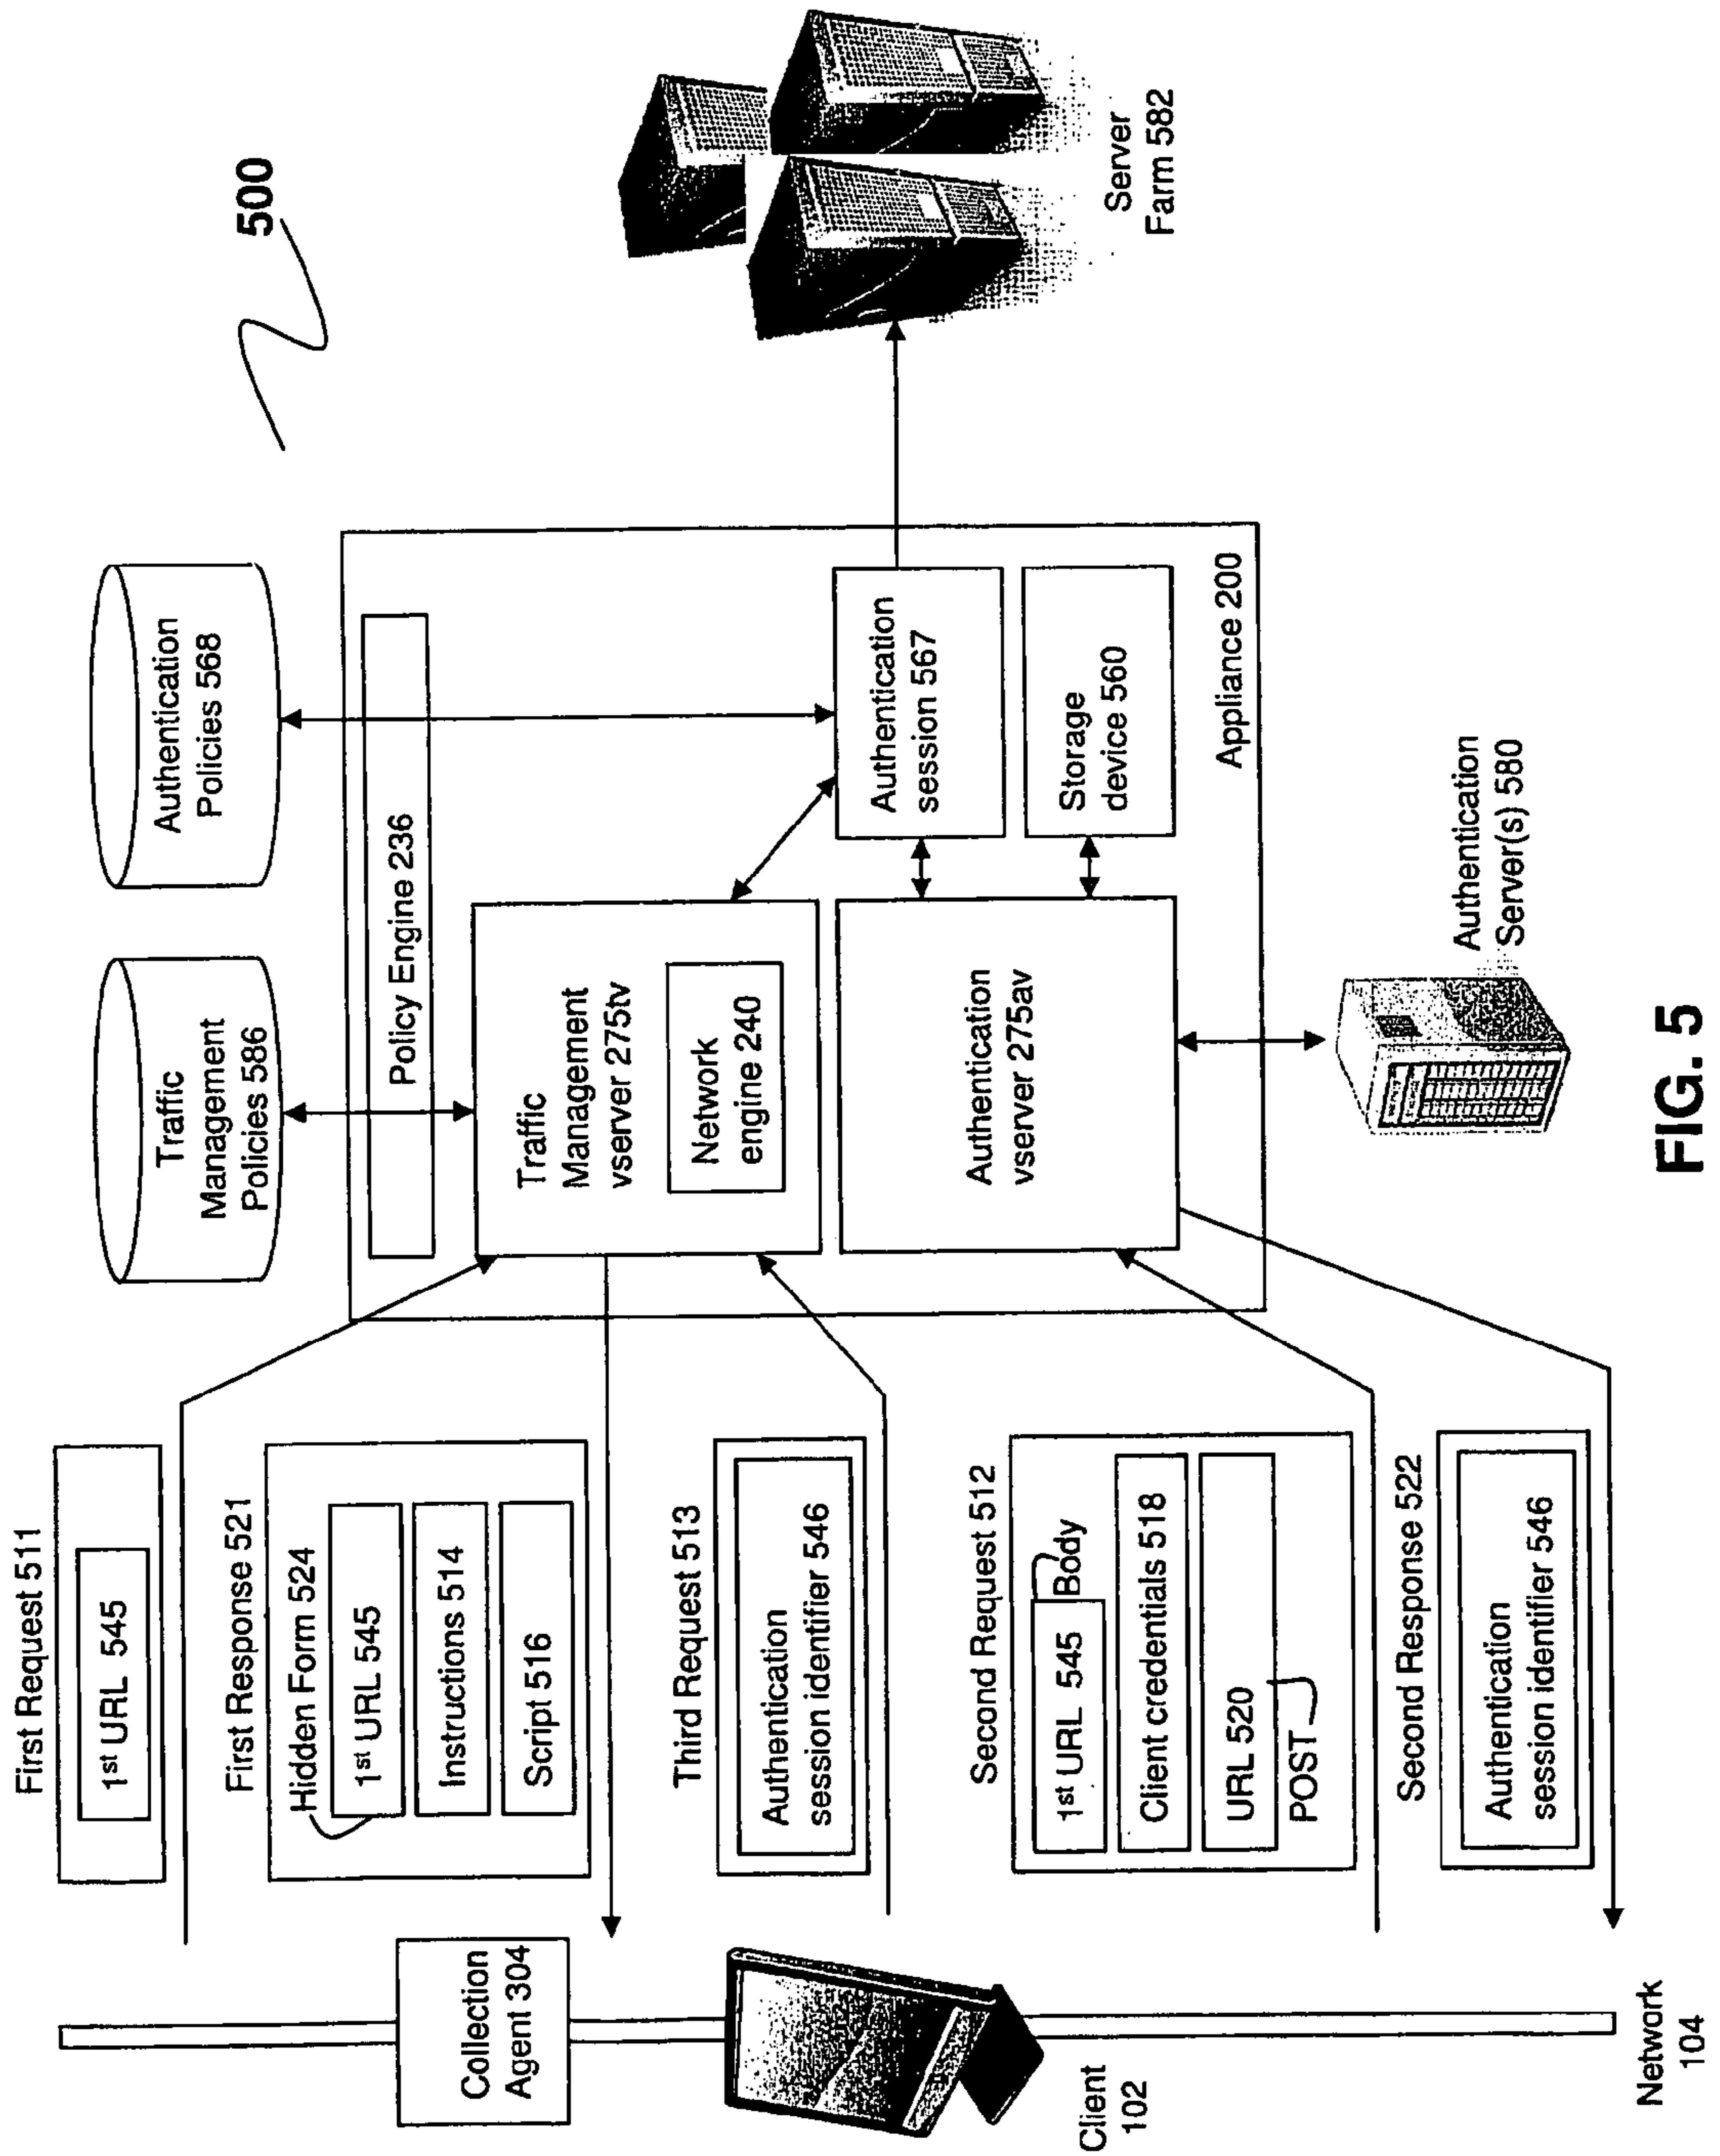 500
First Request 511
1st URL 545
First Response 521
Hidden Form 524
1st URL 545
Instructions 514
Script 516
Third Request 513
Authentication
session identifier 546
Second Request 512
1st URL 545
Body
Client credentials 518
URL 520
POST
Second Response 522
Authentication
session identifier 546
Collection
Agent 304
Client
102
Network
104
Traffic
Management
Policies 586
Authentication
Policies 568
Policy Engine 236
Traffic
Management
vserver 275tv
Network
engine 240
Authentication
vserver 275av
Authentication
session 567
Storage
device 560
Appliance 200
Authentication
Server(s) 580
Server
Farm 582
FIG. 5